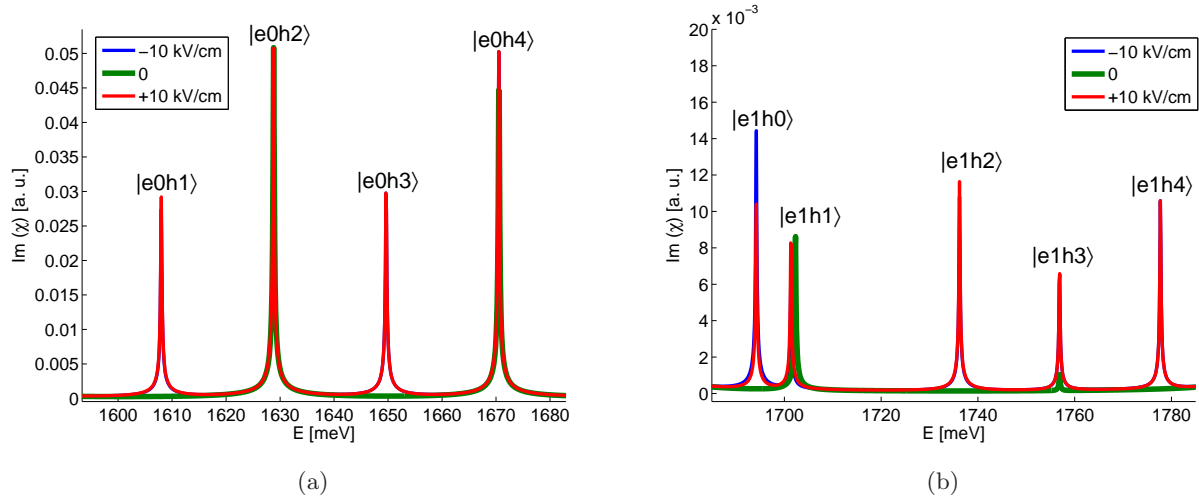 |e0h2⟩
|e0h4⟩
0.05
−10 kV/cm
0
+10 kV/cm
0.045
0.04
0.035
|e0h1⟩
|e0h3⟩
0.03
0.025
0.02
0.015
0.01
0.005
0
Im (χ) [a. u.]
1600 1610 1620 1630 1640 1650 1660 1670 1680
E [meV]
(a)
x 10⁻³
20
−10 kV/cm
0
+10 kV/cm
18
16
|e1h0⟩
14
|e1h2⟩
12
|e1h4⟩
|e1h1⟩
10
8
|e1h3⟩
6
4
2
0
Im (χ) [a. u.]
1700 1720 1740 1760 1780
E [meV]
(b)